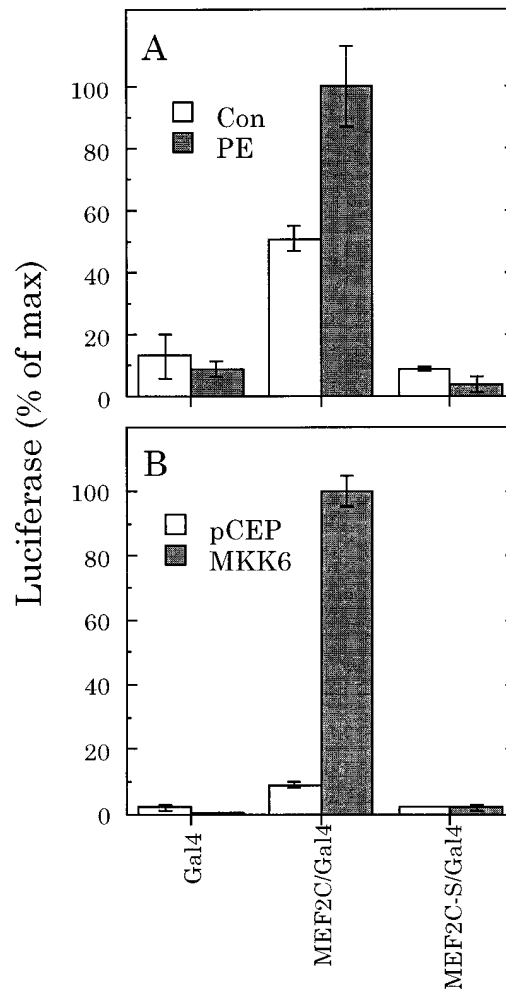 A
Con
PE
100
80
60
40
20
0
Luciferase (% of max)
B
pCEP
MKK6
100
80
60
40
20
0
Gal4
MEF2C/Gal4
MEF2C-S/Gal4